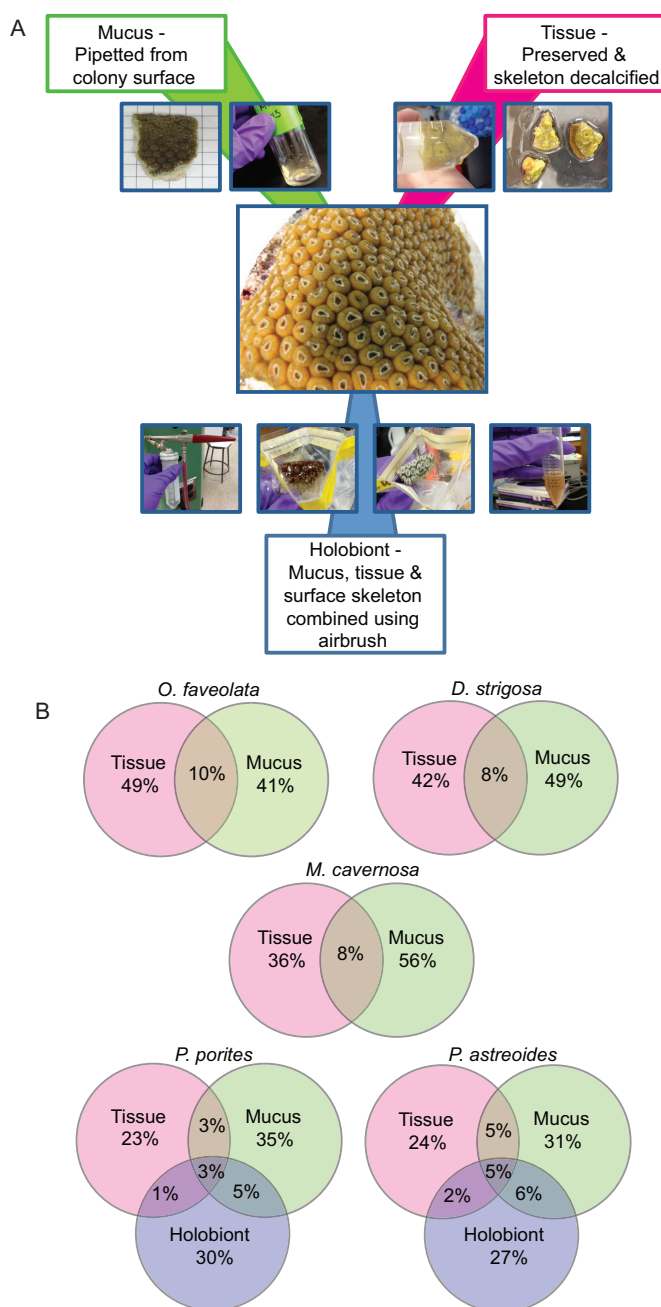 A
Mucus -
Pipetted from
colony surface
Tissue -
Preserved &
skeleton decalcified
Holobiont -
Mucus, tissue &
surface skeleton
combined using
airbrush
B
O. faveolata
Tissue
49%
10%
Mucus
41%
D. strigosa
Tissue
42%
8%
Mucus
49%
M. cavernosa
Tissue
36%
8%
Mucus
56%
P. porites
Tissue
23%
3%
Mucus
35%
3%
1%
5%
Holobiont
30%
P. astreoides
Tissue
24%
5%
Mucus
31%
5%
2%
6%
Holobiont
27%